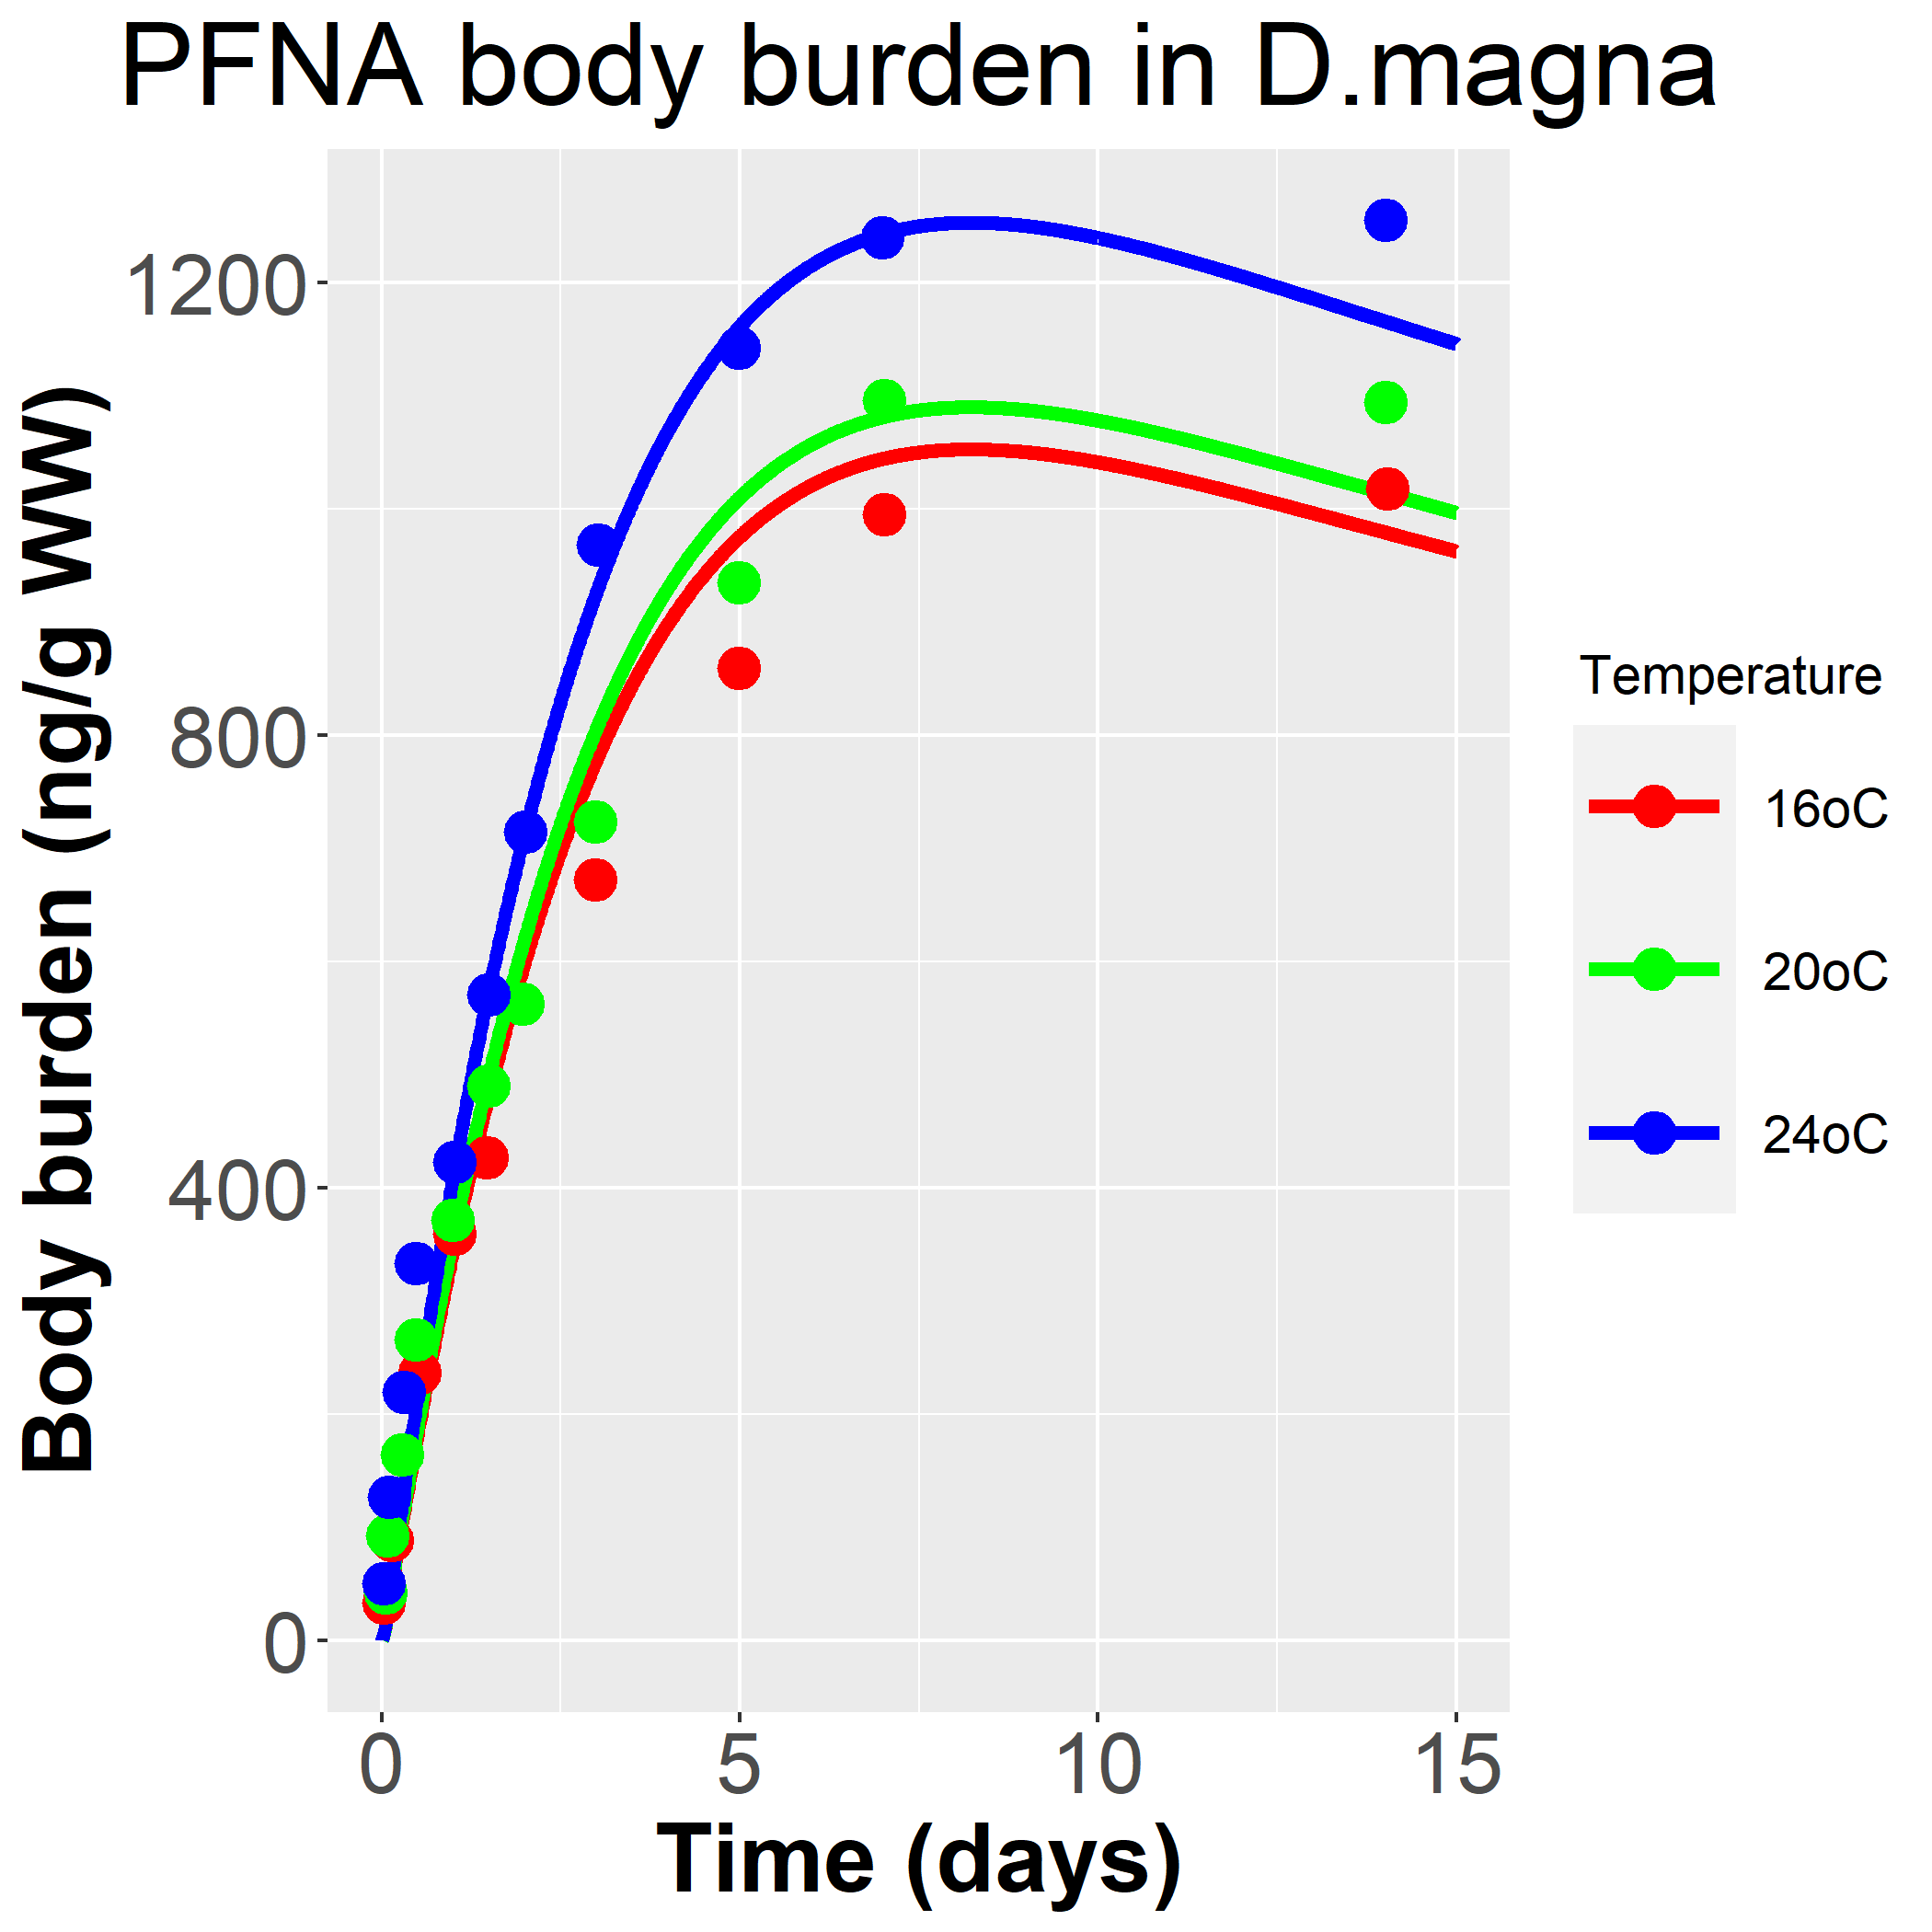 PFNA body burden in D.magna
Body burden (ng/g WW)
1200
800
400
0
0 5 10 15
Time (days)
Temperature
16oC
20oC
24oC